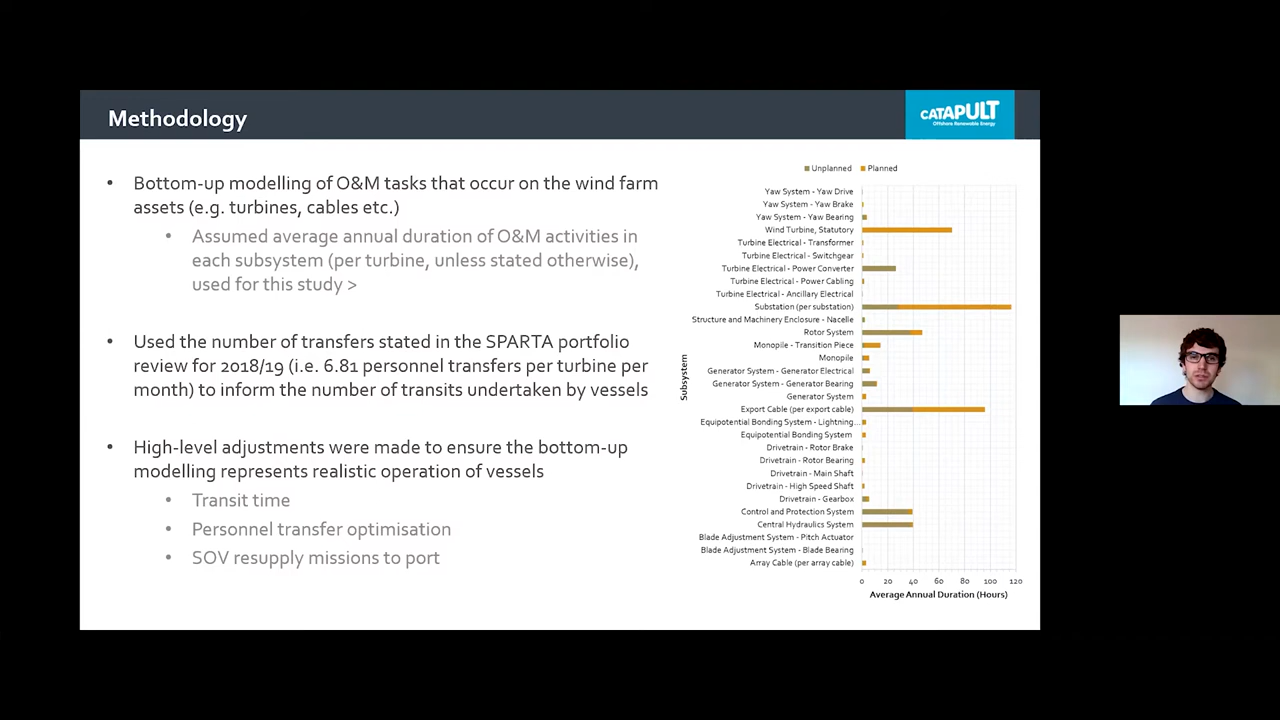 Methodology
CATAPULT
Offshore Renewable Energy
• Bottom-up modelling of O&M tasks that occur on the wind farm
assets (e.g. turbines, cables etc.)
• Assumed average annual duration of O&M activities in
each subsystem (per turbine, unless stated otherwise),
used for this study >
• Used the number of transfers stated in the SPARTA portfolio
review for 2018/19 (i.e. 6.81 personnel transfers per turbine per
month) to inform the number of transits undertaken by vessels
• High-level adjustments were made to ensure the bottom-up
modelling represents realistic operation of vessels
• Transit time
• Personnel transfer optimisation
• SOV resupply missions to port
Unplanned Planned
Subsystem
Yaw System - Yaw Drive
Yaw System - Yaw Brake
Yaw System - Yaw Bearing
Wind Turbine, Statutory
Turbine Electrical - Transformer
Turbine Electrical - Switchgear
Turbine Electrical - Power Converter
Turbine Electrical - Power Cabling
Turbine Electrical - Ancillary Electrical
Substation (per substation)
Structure and Machinery Enclosure - Nacelle
Rotor System
Monopile - Transition Piece
Monopile
Generator System - Generator Electrical
Generator System - Generator Bearing
Generator System
Export Cable (per export cable)
Equipotential Bonding System - Lightning...
Equipotential Bonding System
Drivetrain - Rotor Brake
Drivetrain - Rotor Bearing
Drivetrain - Main Shaft
Drivetrain - High Speed Shaft
Drivetrain - Gearbox
Control and Protection System
Central Hydraulics System
Blade Adjustment System - Pitch Actuator
Blade Adjustment System - Blade Bearing
Array Cable (per array cable)
0 20 40 60 80 100 120
Average Annual Duration (Hours)